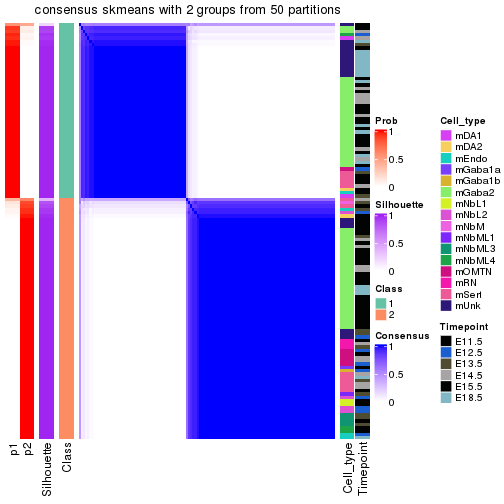 consensus skmeans with 2 groups from 50 partitions
Prob
1
0.5
0
Silhouette
1
0.5
0
Class
1
2
Consensus
1
0.5
0
Cell_type
mDA1
mDA2
mEndo
mGaba1a
mGaba1b
mGaba2
mNbL1
mNbL2
mNbM
mNbML1
mNbML3
mNbML4
mOMTN
mRN
mSert
mUnk
Timepoint
E11.5
E12.5
E13.5
E14.5
E15.5
E18.5
p1
p2
Silhouette
Class
Cell_type
Timepoint